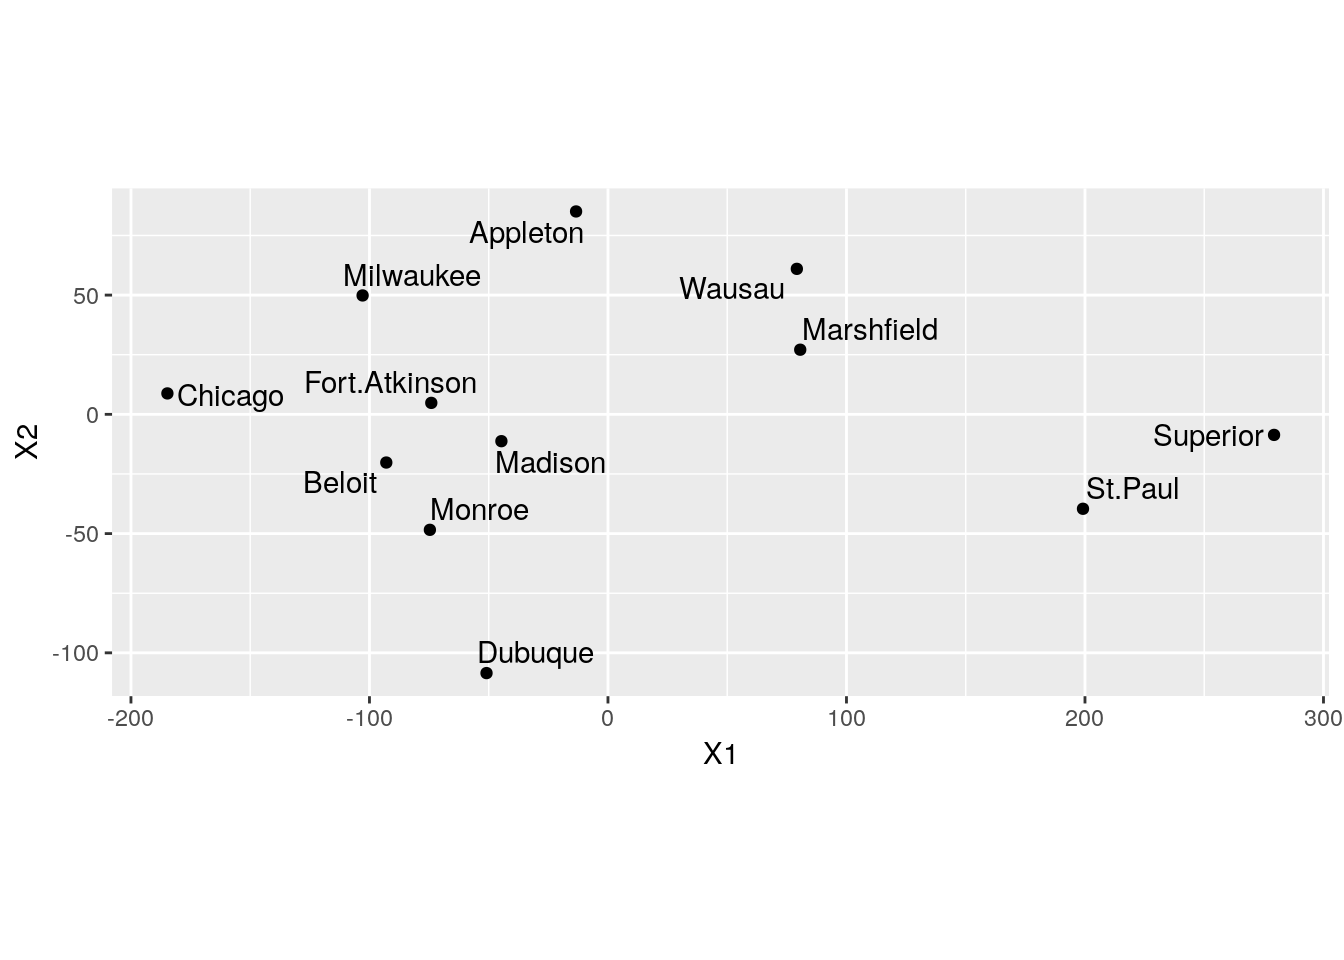 Appleton
Milwaukee
Wausau
Marshfield
Fort.Atkinson
Chicago
Superior
Madison
Beloit
St.Paul
Monroe
Dubuque
50
0
-50
-100
X2
-200
-100
0
100
200
300
X1